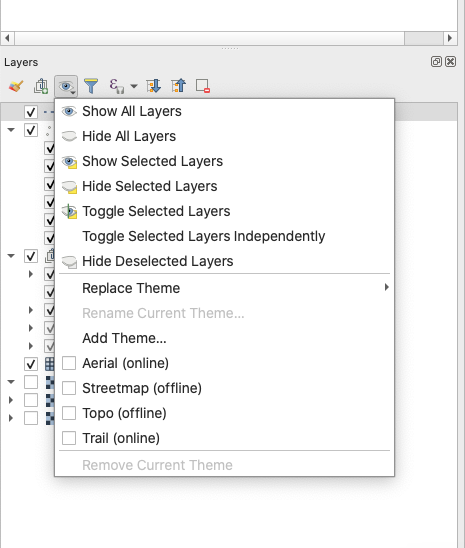 Layers
Show All Layers
Hide All Layers
Show Selected Layers
Hide Selected Layers
Toggle Selected Layers
Toggle Selected Layers Independently
Hide Deselected Layers
Replace Theme
Rename Current Theme...
Add Theme...
Aerial (online)
Streetmap (offline)
Topo (offline)
Trail (online)
Remove Current Theme